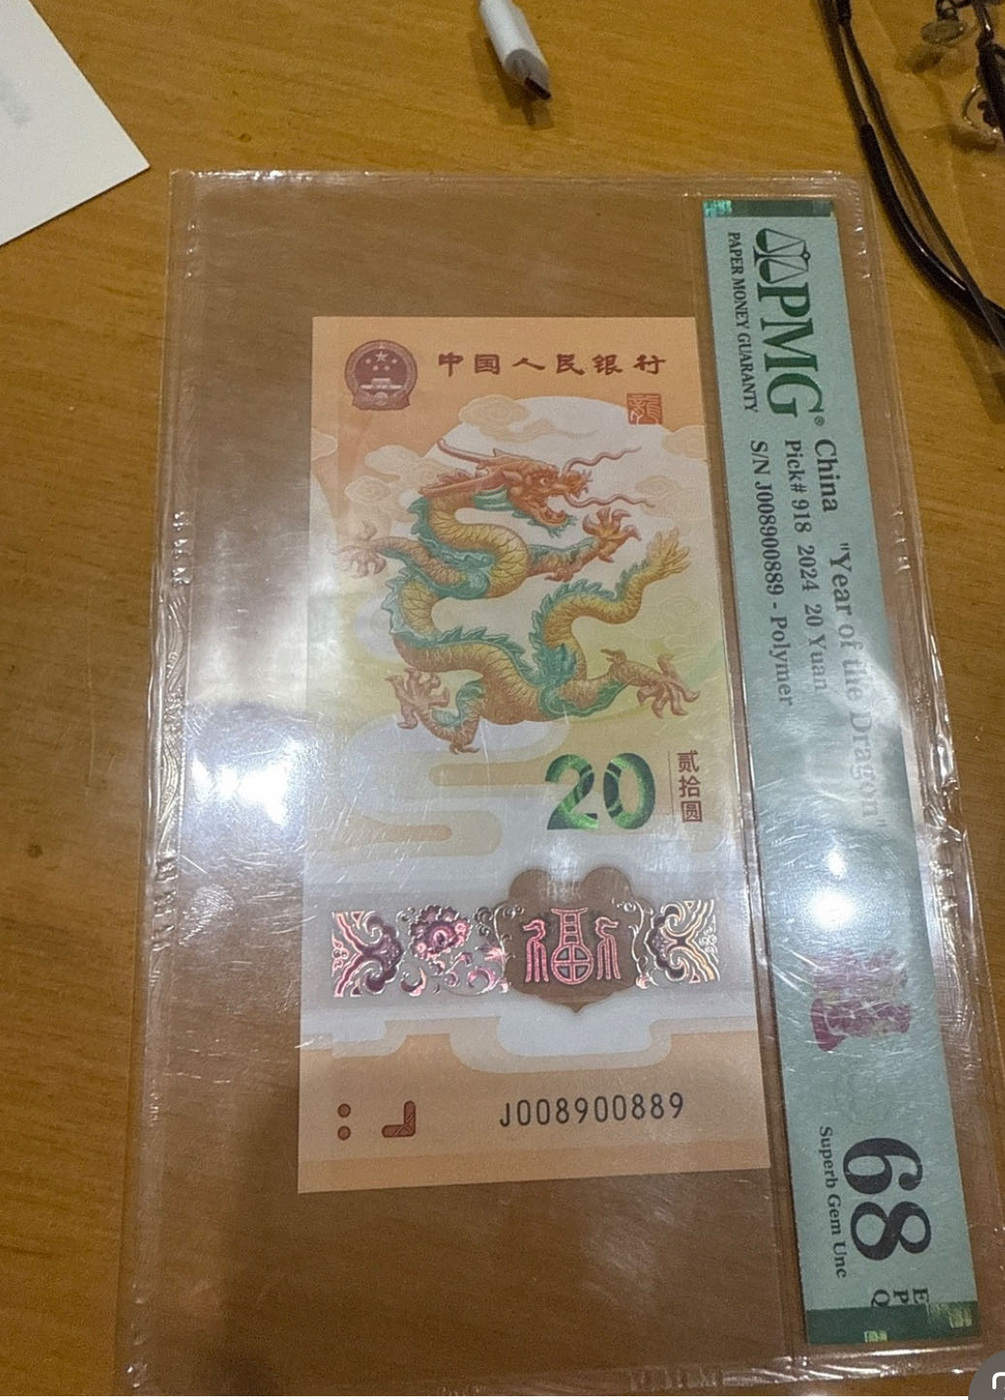 中国人民银行
龍
20
贰拾圆
福
J008900889
PMG®
PAPER MONEY GUARANTY
China "Year of the Dragon"
Pick# 918 2024 20 Yuan
S/N J008900889 - Polymer
68 EPQ
Superb Gem Unc